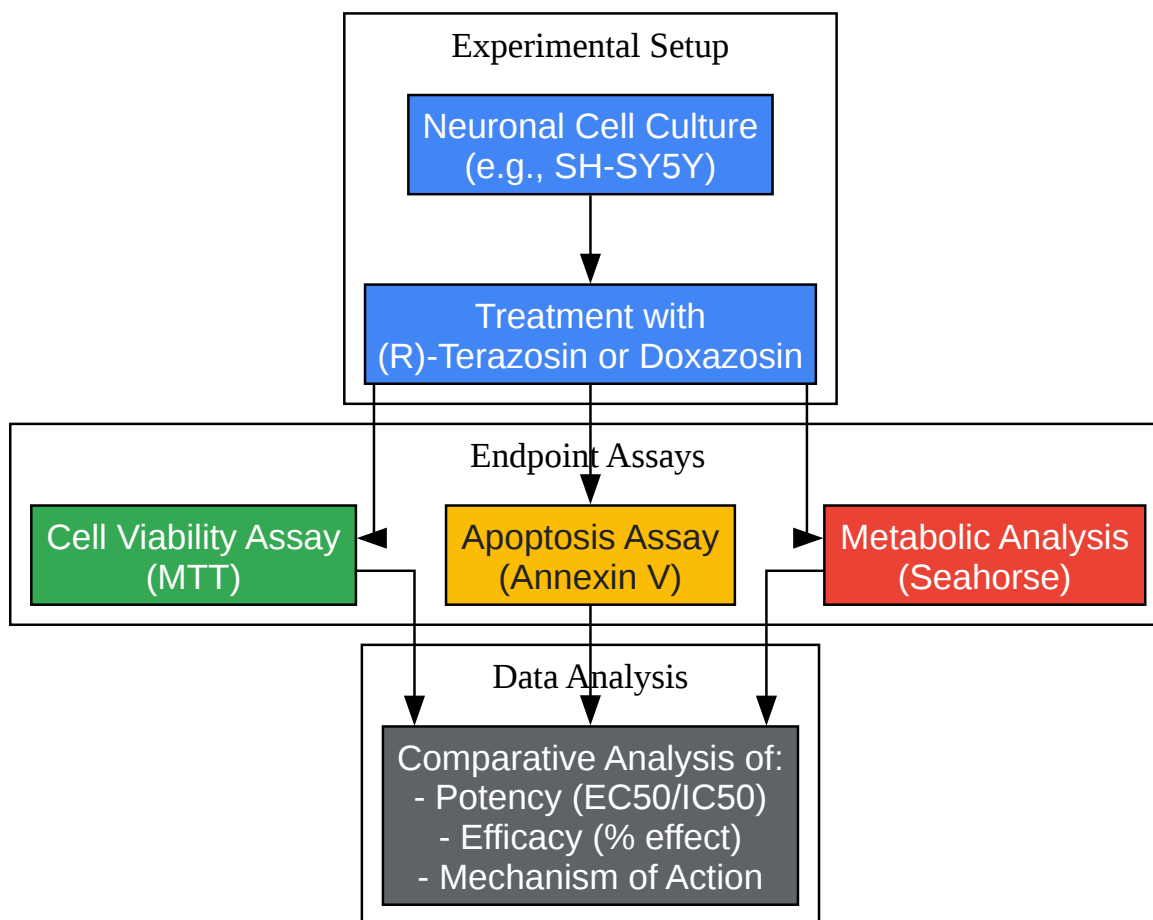 Experimental Setup
Neuronal Cell Culture
(e.g., SH-SY5Y)
Treatment with
(R)-Terazosin or Doxazosin
Endpoint Assays
Cell Viability Assay
(MTT)
Apoptosis Assay
(Annexin V)
Metabolic Analysis
(Seahorse)
Data Analysis
Comparative Analysis of:
- Potency (EC50/IC50)
- Efficacy (% effect)
- Mechanism of Action